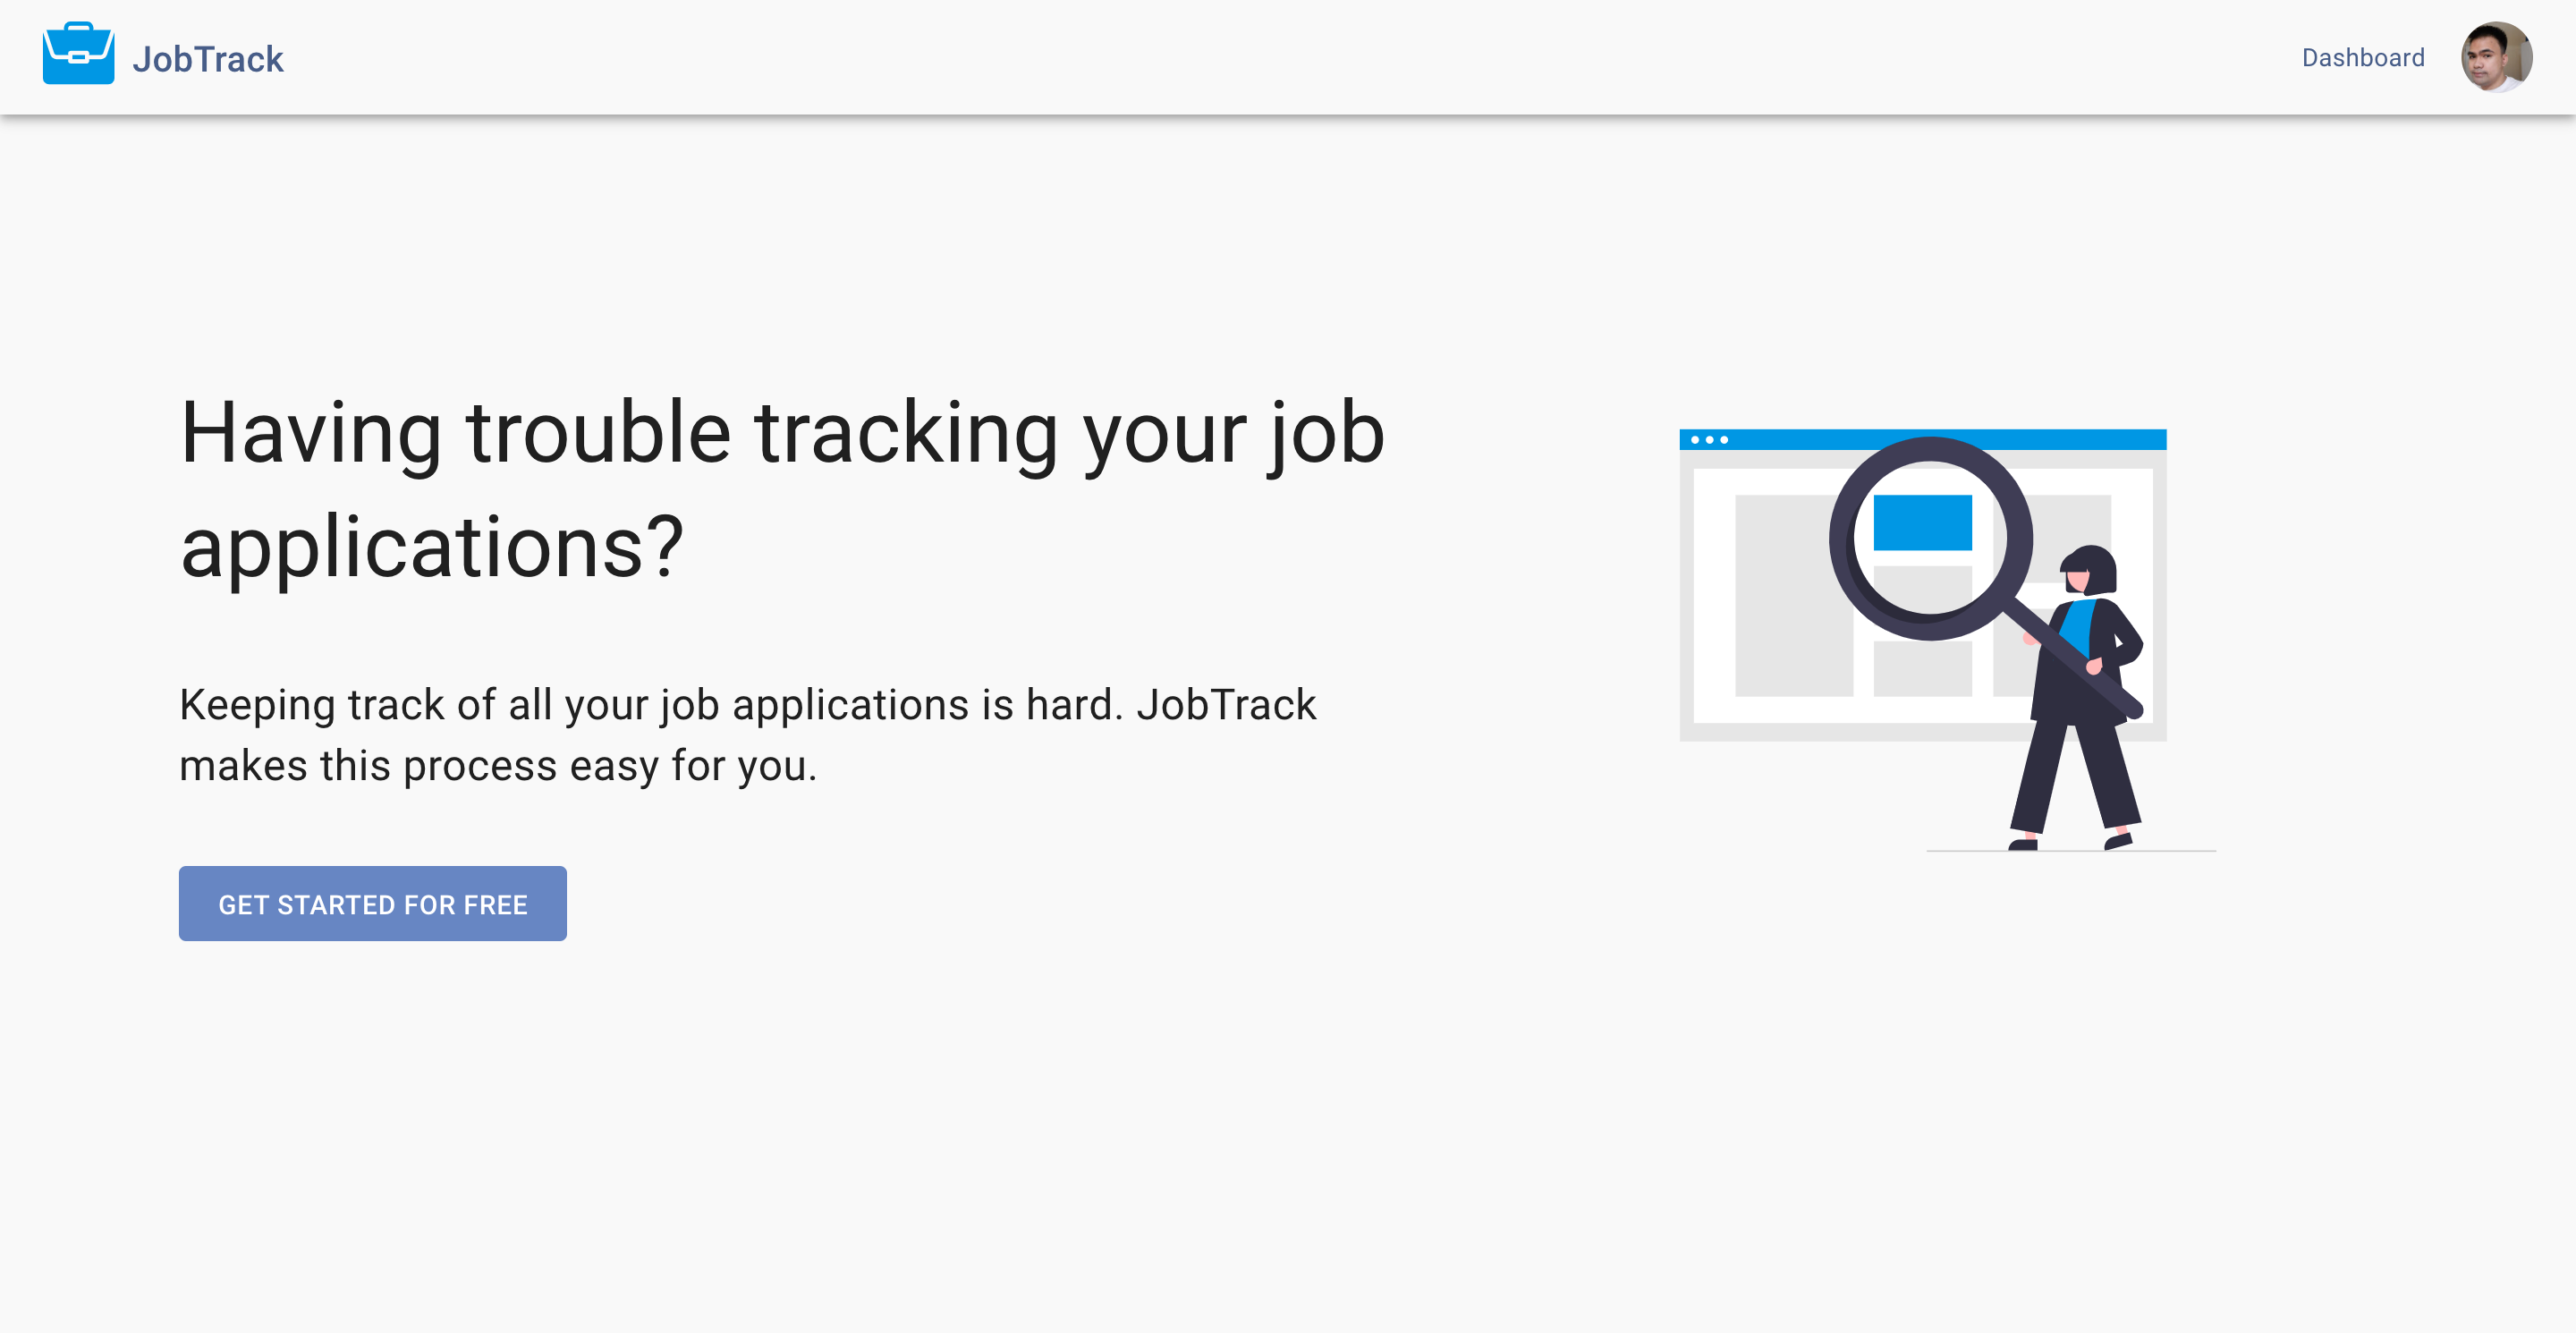 JobTrack
Dashboard
Having trouble tracking your job
applications?
Keeping track of all your job applications is hard. JobTrack
makes this process easy for you.
GET STARTED FOR FREE